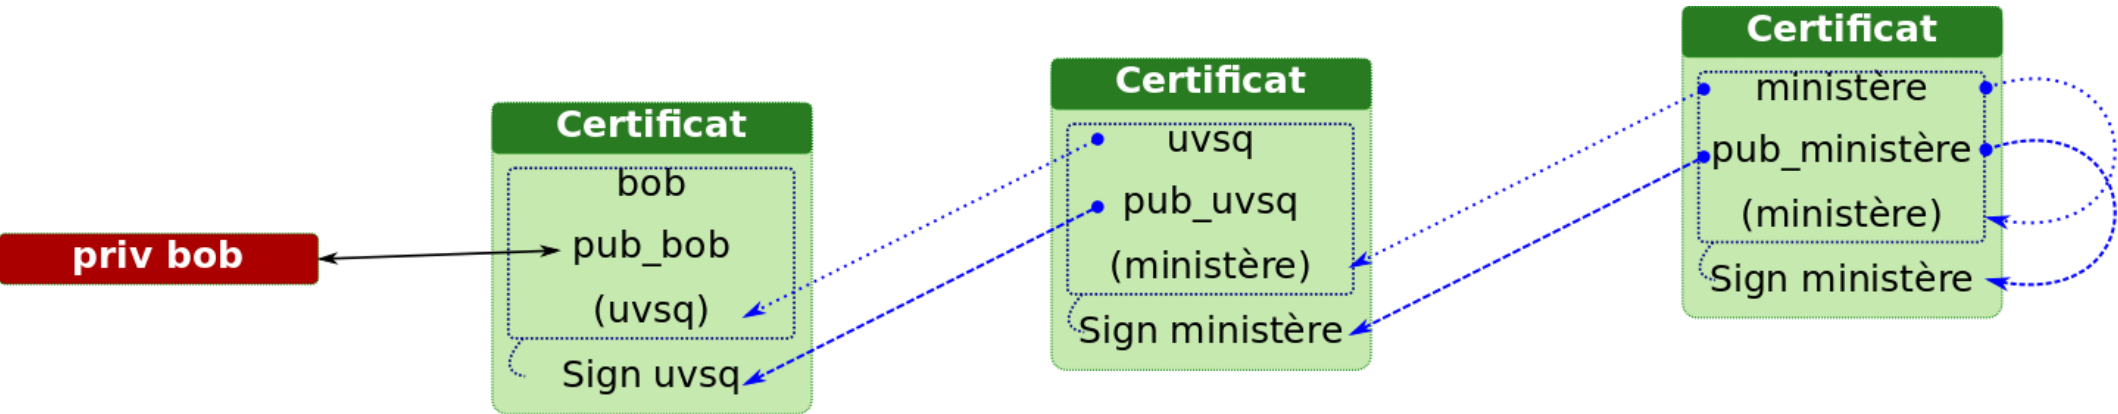 priv bob
Certificat
bob
pub_bob
(uvsq)
Sign uvsq
Certificat
uvsq
pub_uvsq
(ministère)
Sign ministère
Certificat
ministère
pub_ministère
(ministère)
Sign ministère